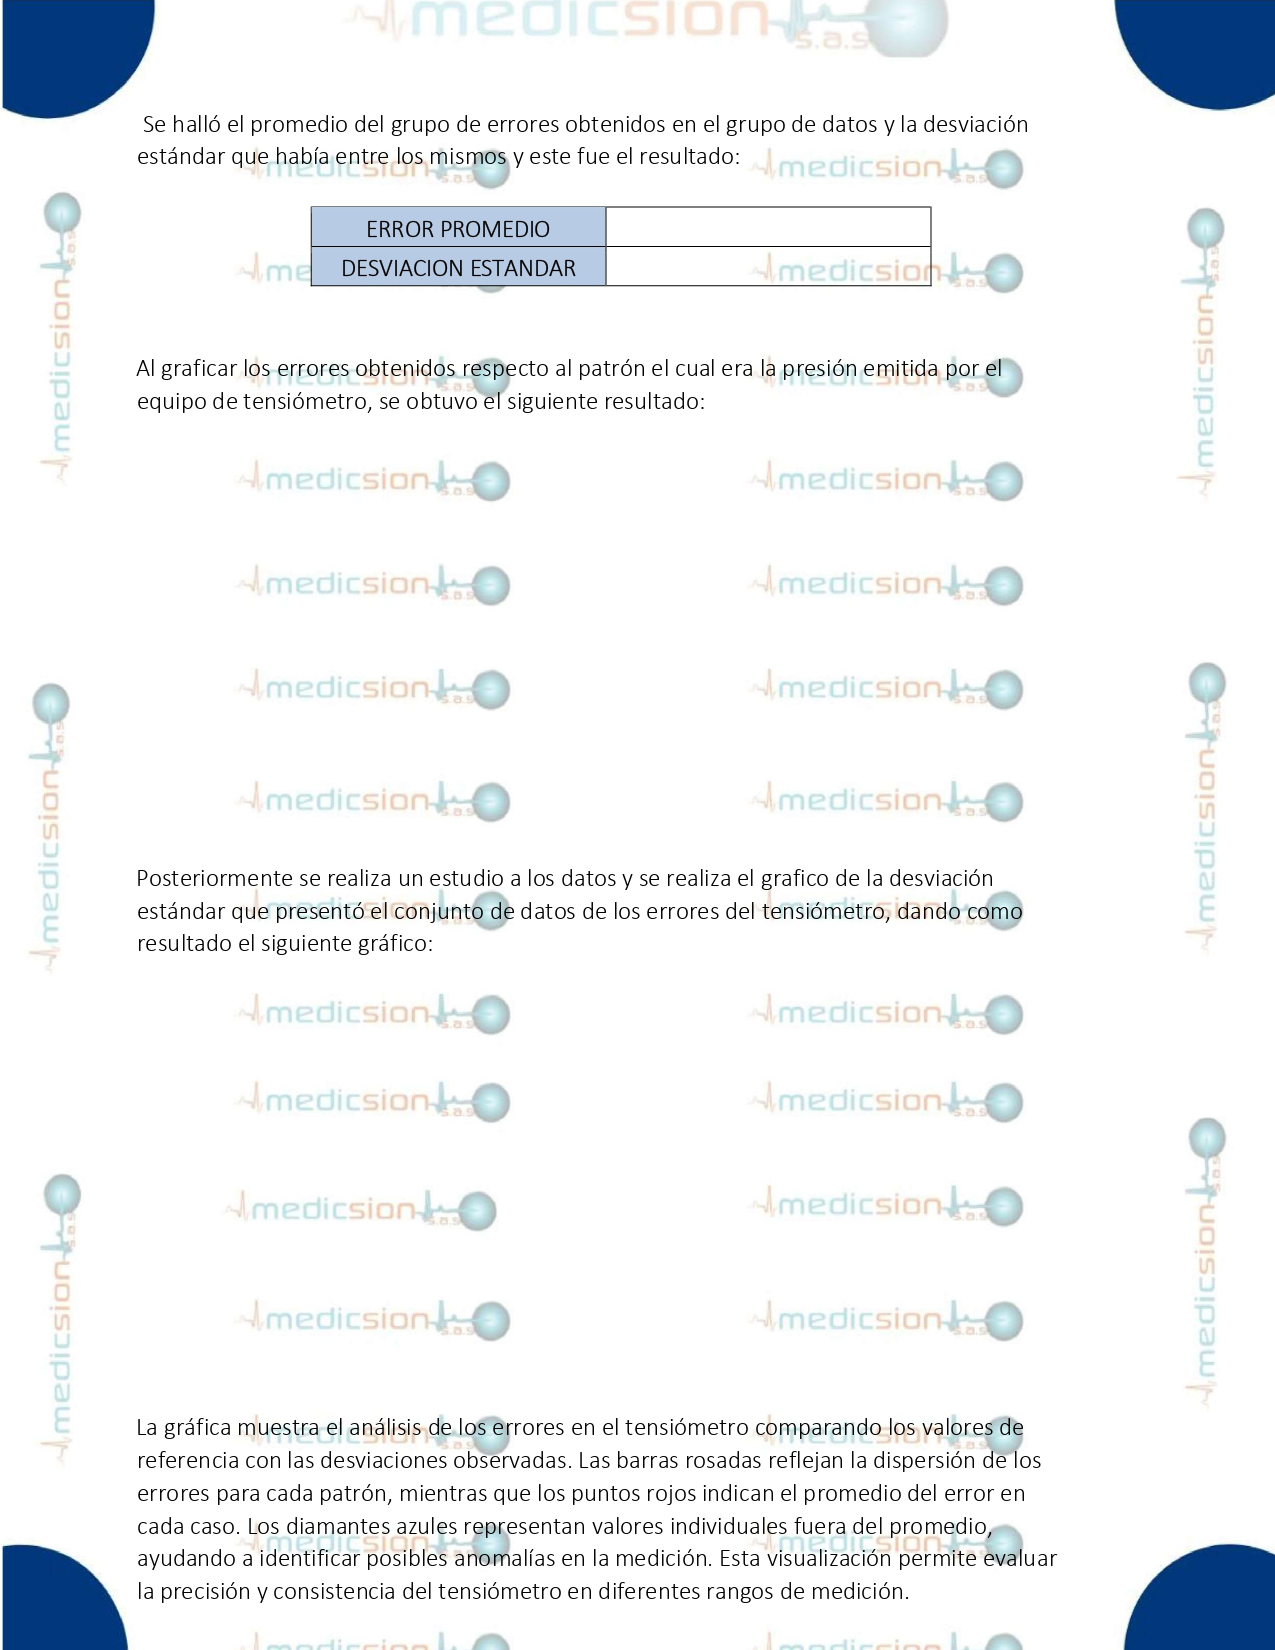 medicsion s.a.s
Se halló el promedio del grupo de errores obtenidos en el grupo de datos y la desviación
estándar que había entre los mismos y este fue el resultado:
ERROR PROMEDIO
DESVIACION ESTANDAR
Al graficar los errores obtenidos respecto al patrón el cual era la presión emitida por el
equipo de tensiómetro, se obtuvo el siguiente resultado:
Posteriormente se realiza un estudio a los datos y se realiza el grafico de la desviación
estándar que presentó el conjunto de datos de los errores del tensiómetro, dando como
resultado el siguiente gráfico:
La gráfica muestra el análisis de los errores en el tensiómetro comparando los valores de
referencia con las desviaciones observadas. Las barras rosadas reflejan la dispersión de los
errores para cada patrón, mientras que los puntos rojos indican el promedio del error en
cada caso. Los diamantes azules representan valores individuales fuera del promedio,
ayudando a identificar posibles anomalías en la medición. Esta visualización permite evaluar
la precisión y consistencia del tensiómetro en diferentes rangos de medición.